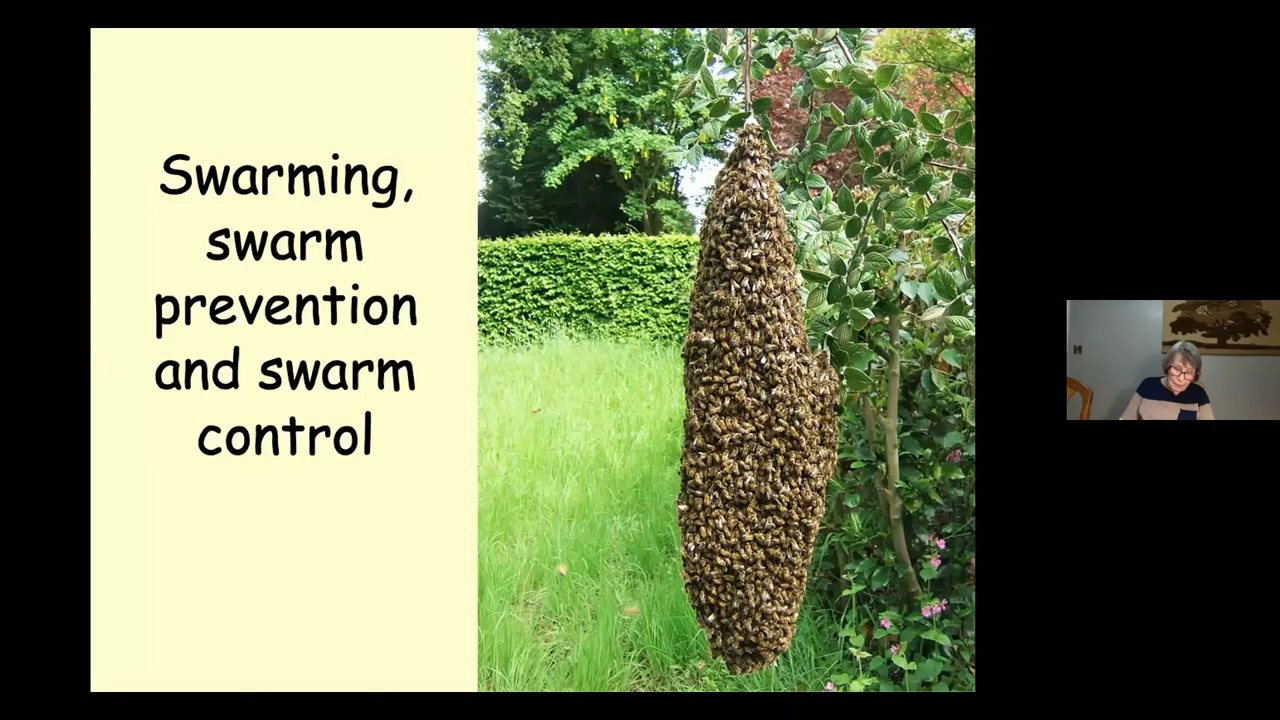 Swarming,
swarm
prevention
and swarm
control